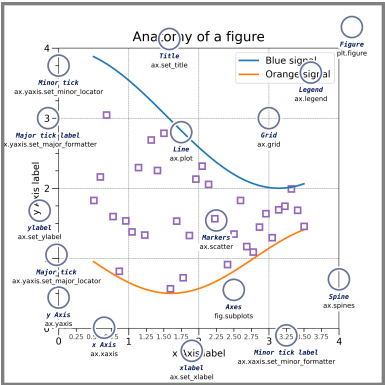 Anatomy of a figure
Figure
plt.figure
Title
ax.set_title
Blue signal
Orange signal
Legend
ax.legend
4
Minor tick
ax.yaxis.set_minor_locator
Major tick label
ax.yaxis.set_major_formatter
3
Line
ax.plot
Grid
ax.grid
2
y Axis label
ylabel
ax.set_ylabel
Markers
ax.scatter
1
Major tick
ax.yaxis.set_major_locator
Spine
ax.spines
Axes
fig.subplots
y Axis
ax.yaxis
0
0 0.25 0.50 1 1.25 1.50 1.75 2 2.25 2.50 2.75 3 3.25 3.50 3.75 4
x Axis
ax.xaxis
x Axis label
Minor tick label
ax.xaxis.set_minor_formatter
xlabel
ax.set_xlabel